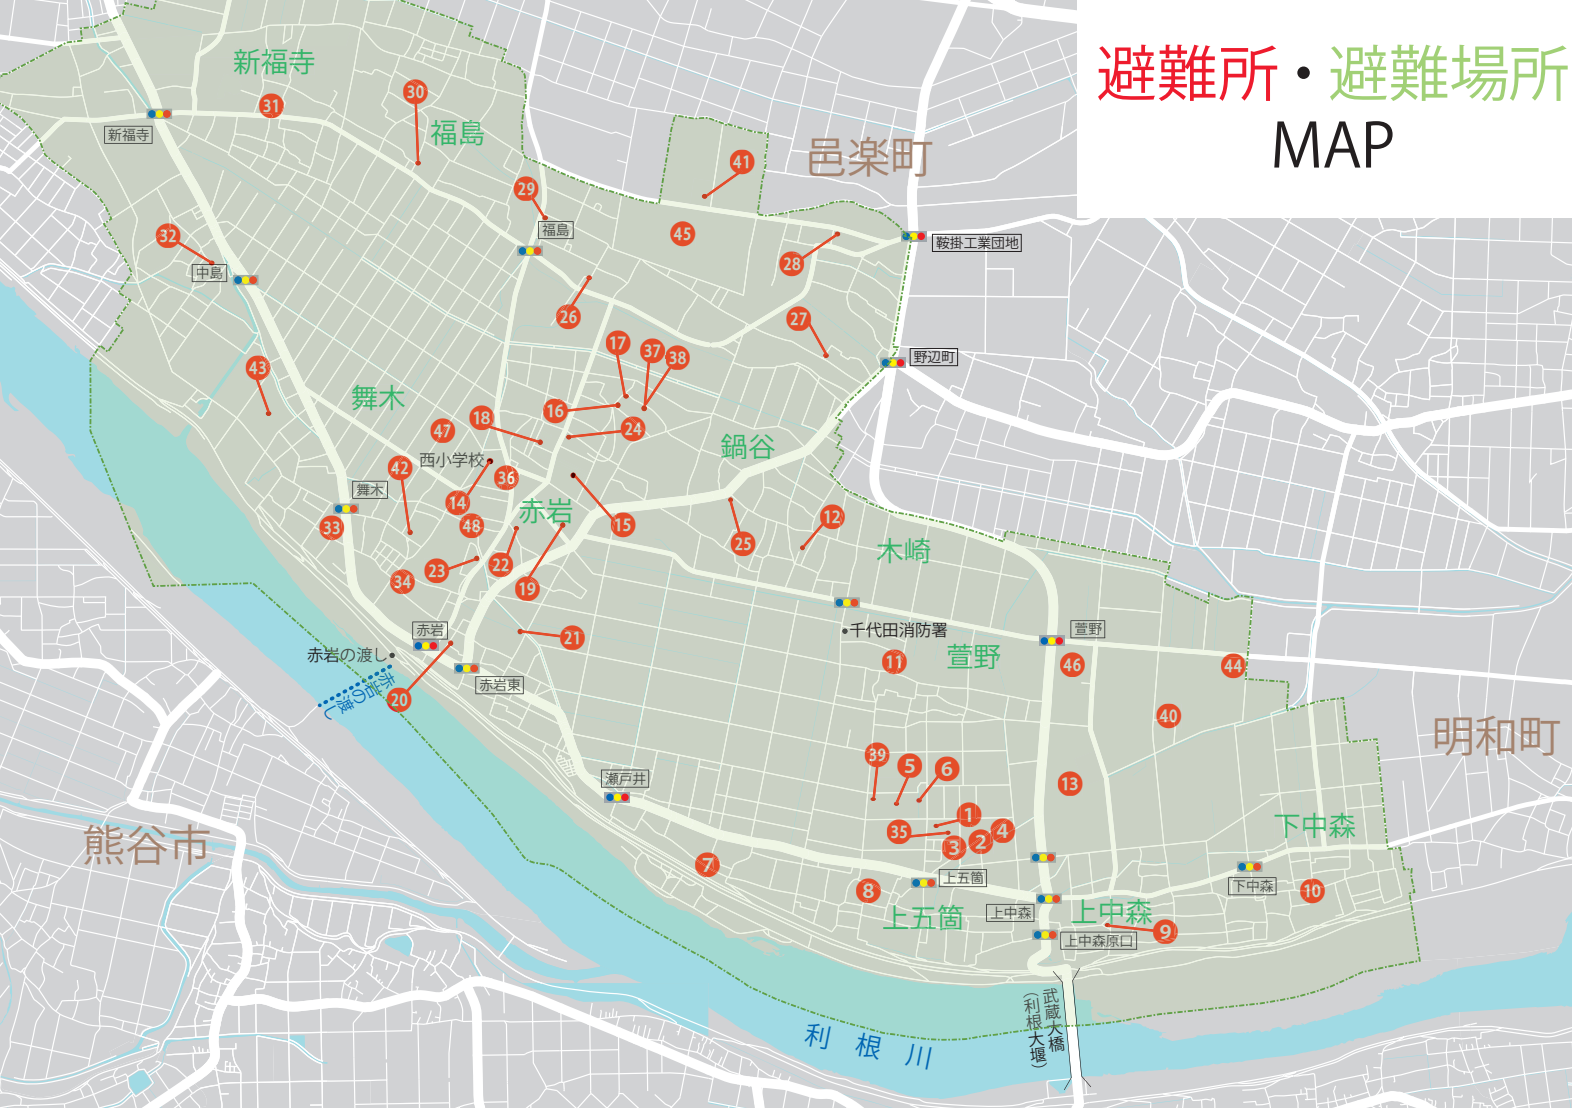 避難所・避難場所
MAP
新福寺
30
31
福島
新福寺
邑楽町
41
29
32
福島
45
鞍掛工業団地
中島
28
26
27
17
37
38
野辺町
43
舞木
16
18
24
47
鍋谷
西小学校
42
36
舞木
14
赤岩
33
48
15
12
25
木崎
23
22
34
19
赤岩
21
千代田消防署
萱野
赤岩の渡し
萱野
11
46
44
赤岩の渡し
赤岩東
20
40
明和町
39
5
6
瀬戸井
13
熊谷市
1
35
3
2
4
下中森
7
上五箇
8
下中森
10
上五箇
上中森
上中森
9
上中森原口
武蔵大橋
(利根大堰)
利根川